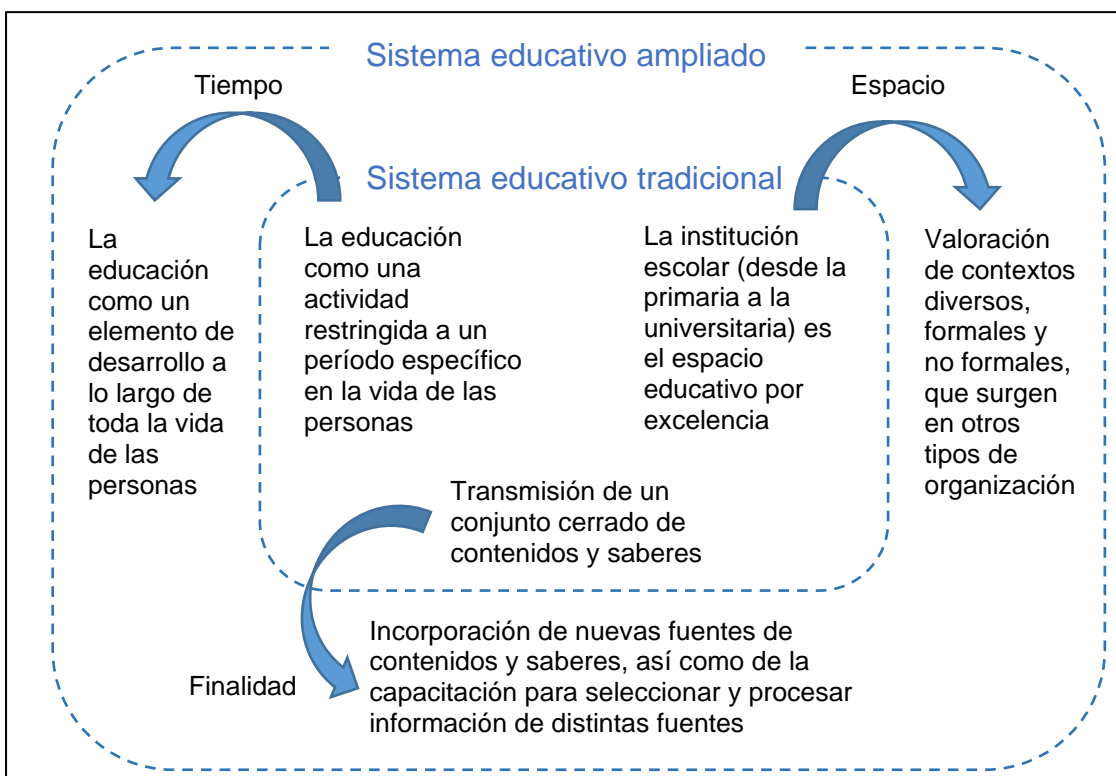 Sistema educativo ampliado
Tiempo
Espacio
Sistema educativo tradicional
La
educación
como un
elemento de
desarrollo a
lo largo de
toda la vida
de las
personas
La educación
como una
actividad
restringida a un
período específico
en la vida de las
personas
La institución
escolar (desde la
primaria a la
universitaria) es
el espacio
educativo por
excelencia
Valoración
de contextos
diversos,
formales y
no formales,
que surgen
en otros
tipos de
organización
Transmisión de un
conjunto cerrado de
contenidos y saberes
Finalidad
Incorporación de nuevas fuentes de
contenidos y saberes, así como de la
capacitación para seleccionar y procesar
información de distintas fuentes